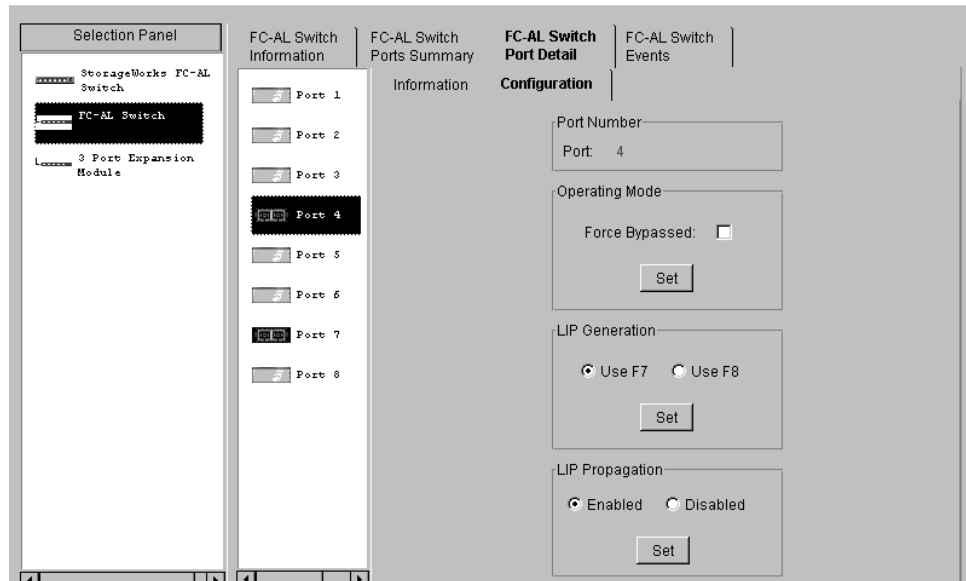 Selection Panel
StorageWorks FC-AL
Switch
FC-AL Switch
3 Port Expansion
Module
FC-AL Switch
Information
FC-AL Switch
Ports Summary
FC-AL Switch
Port Detail
FC-AL Switch
Events
Port 1
Port 2
Port 3
Port 4
Port 5
Port 6
Port 7
Port 8
Information
Configuration
Port Number
Port: 4
Operating Mode
Force Bypassed:
Set
LIP Generation
Use F7 Use F8
Set
LIP Propagation
Enabled Disabled
Set